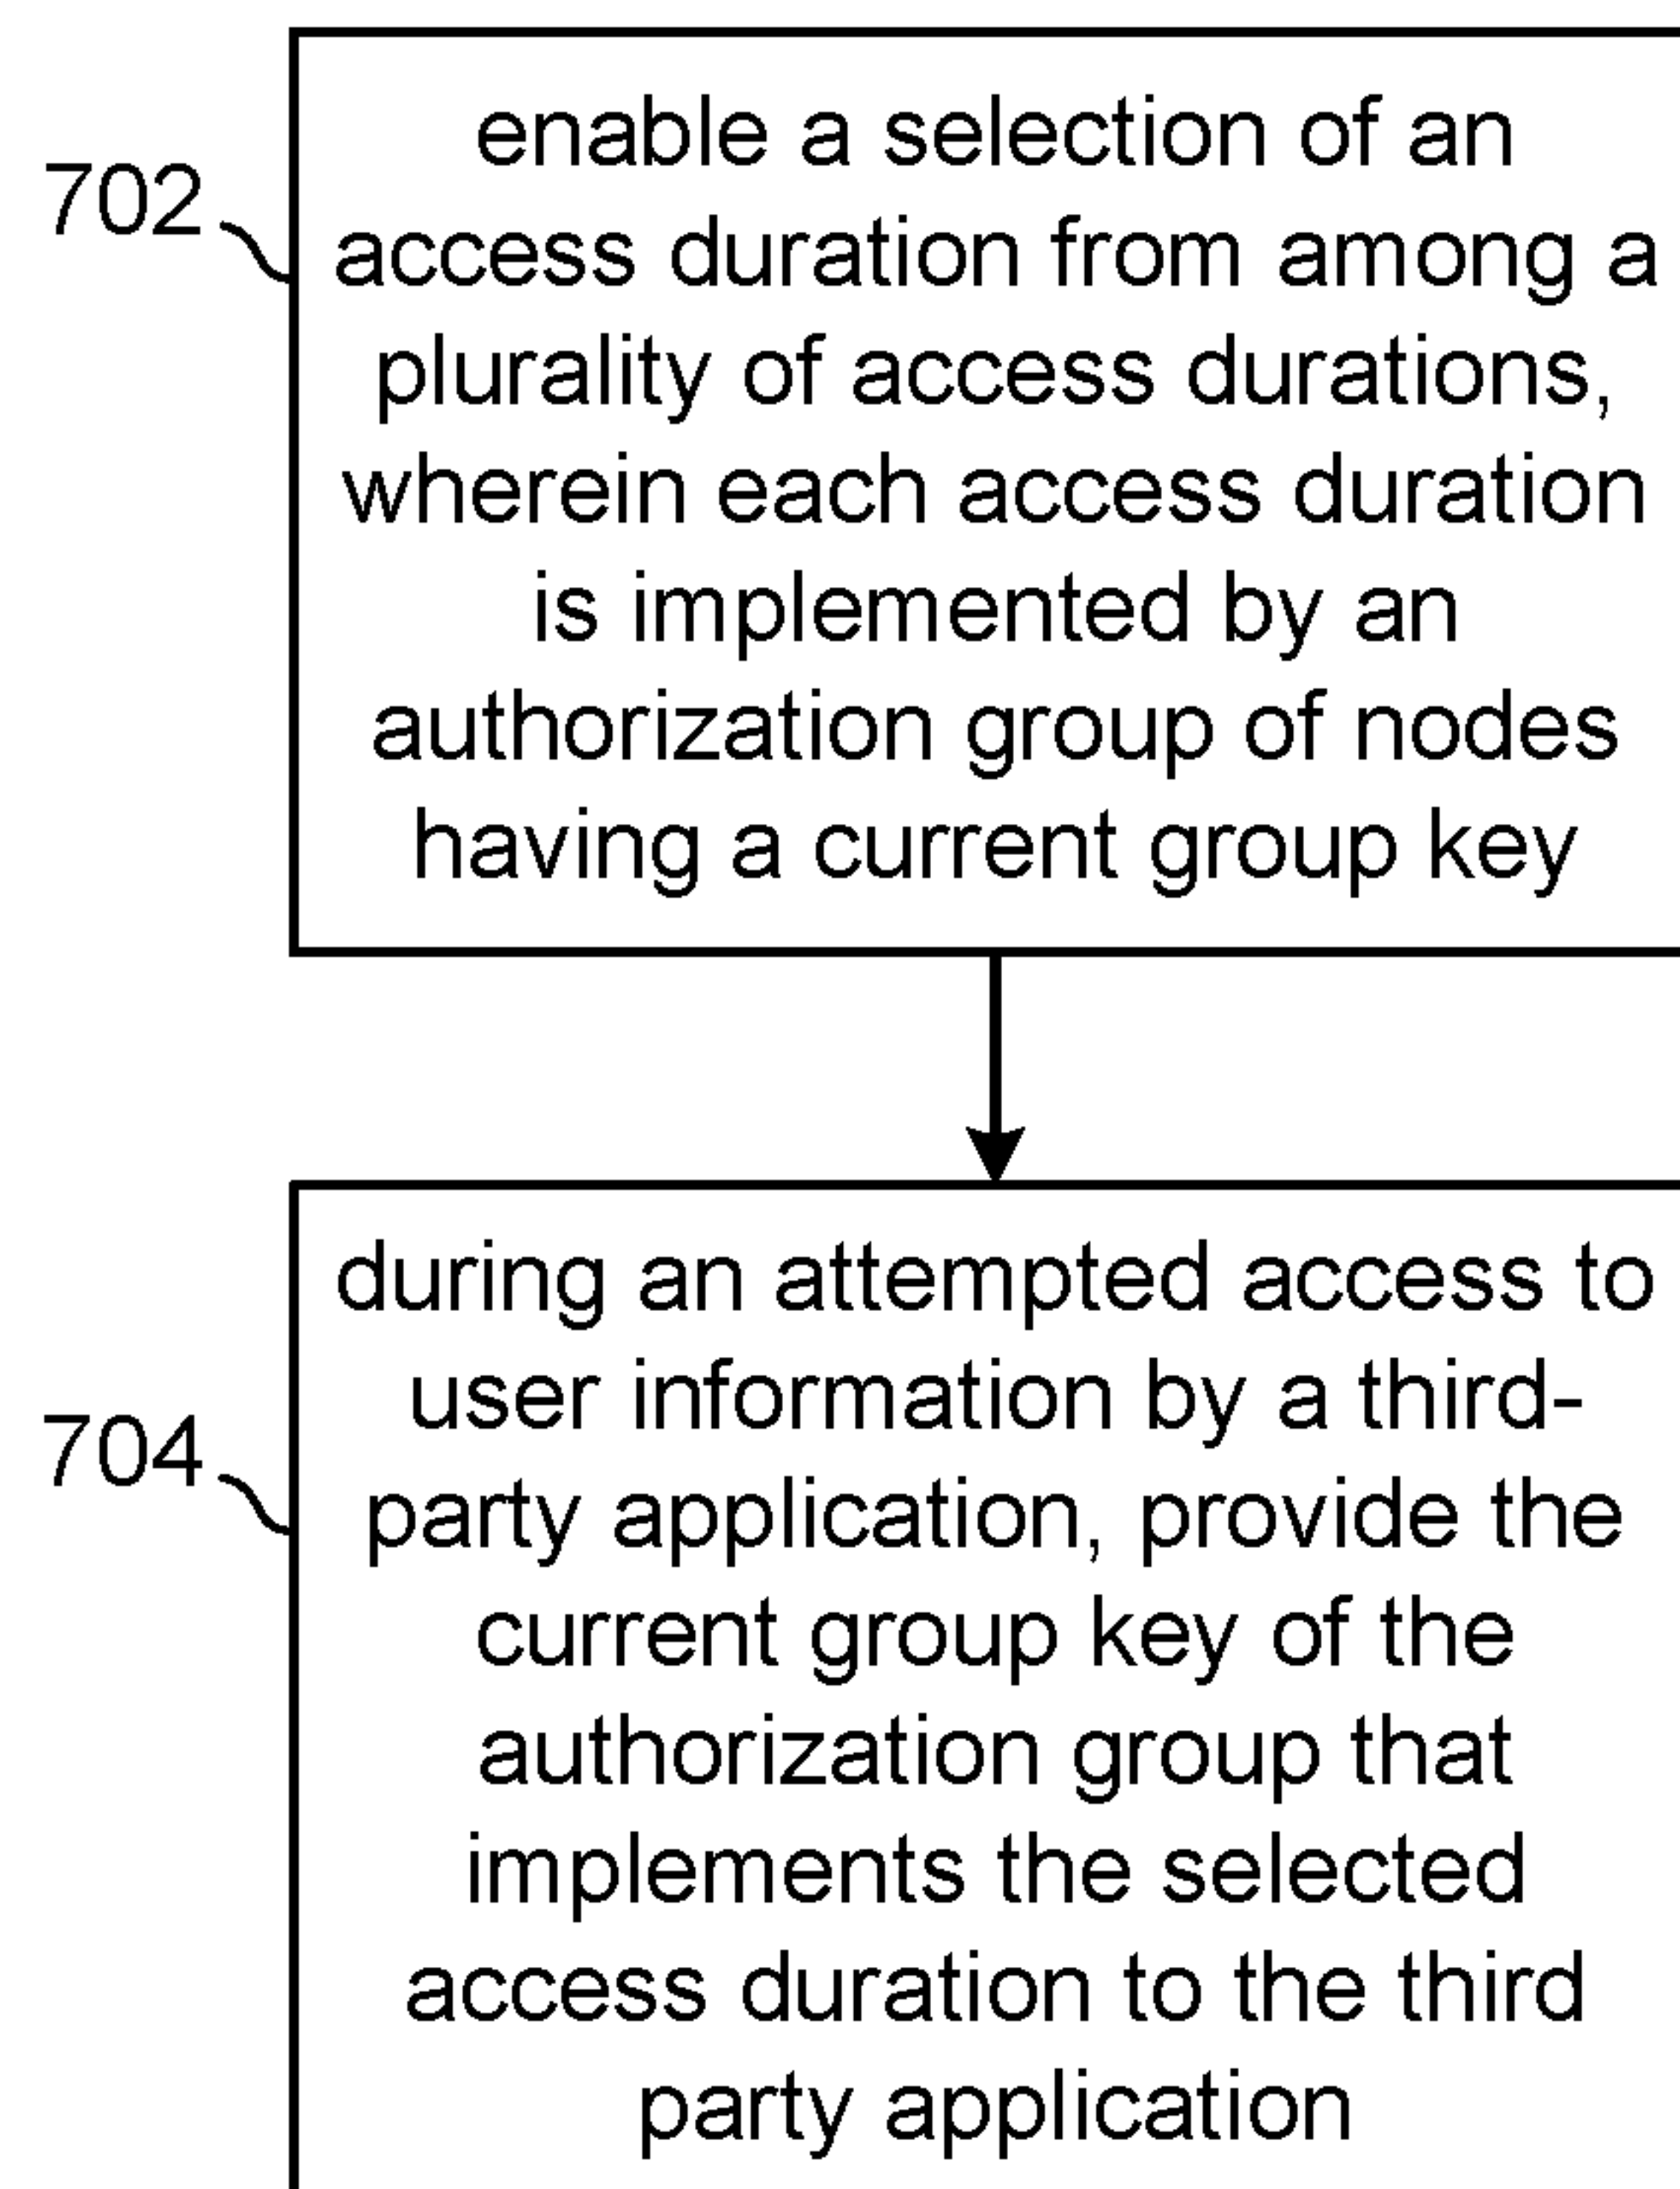 702
enable a selection of an
access duration from among a
plurality of access durations,
wherein each access duration
is implemented by an
authorization group of nodes
having a current group key
704
during an attempted access to
user information by a third-
party application, provide the
current group key of the
authorization group that
implements the selected
access duration to the third
party application